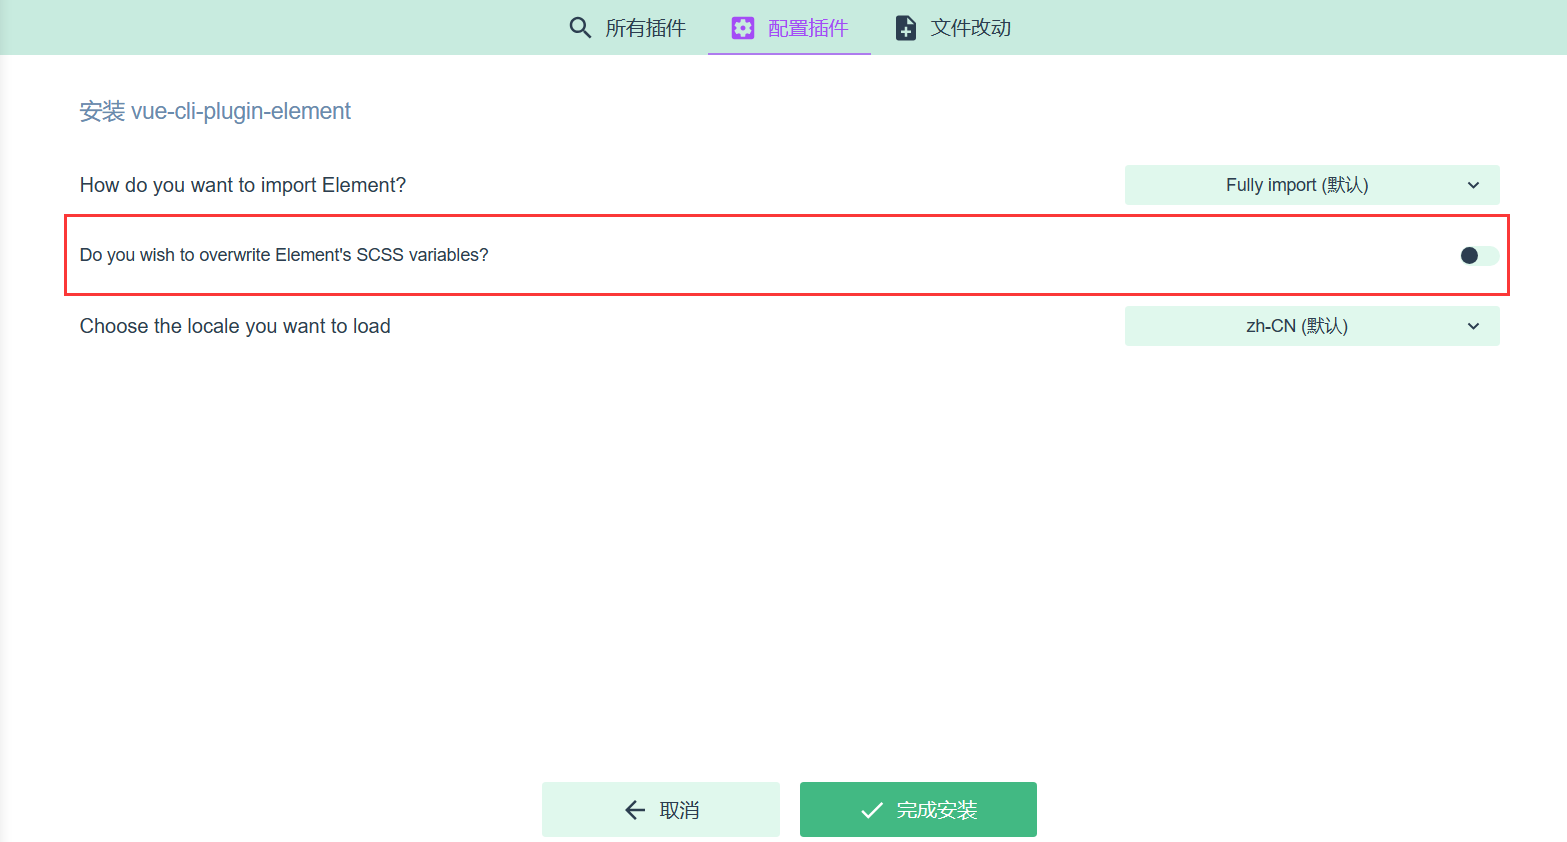 所有插件 配置插件 文件改动
安装 vue-cli-plugin-element
How do you want to import Element? Fully import (默认)
Do you wish to overwrite Element's SCSS variables?
Choose the locale you want to load zh-CN (默认)
取消 完成安装